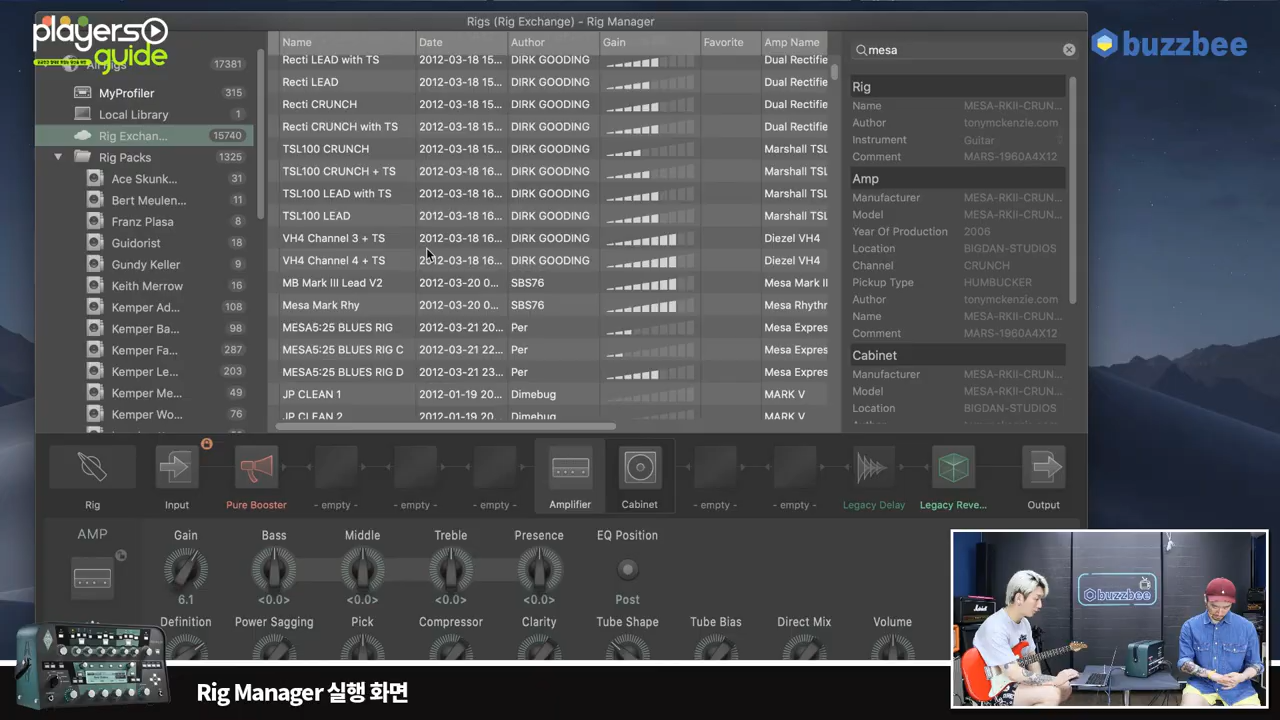 players
guide
buzzbee
Rigs (Rig Exchange) - Rig Manager
All Rigs 17381
MyProfiler 315
Local Library 1
Rig Exchan... 15740
Rig Packs 1325
Ace Skunk... 31
Bert Meulen... 11
Franz Plasa 8
Guidorist 18
Gundy Keller 9
Keith Merrow 16
Kemper Ad... 108
Kemper Ba... 98
Kemper Fa... 287
Kemper Le... 203
Kemper Me... 49
Kemper Wo... 76
Name Date Author Gain Favorite Amp Name
Recti LEAD with TS 2012-03-18 15... DIRK GOODING Dual Rectifie
Recti LEAD 2012-03-18 15... DIRK GOODING Dual Rectifie
Recti CRUNCH 2012-03-18 15... DIRK GOODING Dual Rectifie
Recti CRUNCH with TS 2012-03-18 15... DIRK GOODING Dual Rectifie
TSL100 CRUNCH 2012-03-18 16... DIRK GOODING Marshall TSL
TSL100 CRUNCH + TS 2012-03-18 16... DIRK GOODING Marshall TSL
TSL100 LEAD with TS 2012-03-18 16... DIRK GOODING Marshall TSL
TSL100 LEAD 2012-03-18 16... DIRK GOODING Marshall TSL
VH4 Channel 3 + TS 2012-03-18 16... DIRK GOODING Diezel VH4
VH4 Channel 4 + TS 2012-03-18 16... DIRK GOODING Diezel VH4
MB Mark III Lead V2 2012-03-20 0... SBS76 Mesa Mark II
Mesa Mark Rhy 2012-03-20 0... SBS76 Mesa Rhythr
MESA5:25 BLUES RIG 2012-03-21 20... Per Mesa Expres
MESA5:25 BLUES RIG C 2012-03-21 22... Per Mesa Expres
MESA5:25 BLUES RIG D 2012-03-21 23... Per Mesa Expres
JP CLEAN 1 2012-01-19 20... Dimebug MARK V
JP CLEAN 2 2012-01-19 20... Dimebug MARK V
mesa
Rig
Name MESA-RKII-CRUN...
Author tonymckenzie.com
Instrument Guitar
Comment MARS-1960A4X12
Amp
Manufacturer MESA-RKII-CRUN...
Model MESA-RKII-CRUN...
Year Of Production 2006
Location BIGDAN-STUDIOS
Channel CRUNCH
Pickup Type HUMBUCKER
Author tonymckenzie.com
Name MESA-RKII-CRUN...
Comment MARS-1960A4X12
Cabinet
Manufacturer MESA-RKII-CRUN...
Model MESA-RKII-CRUN...
Location BIGDAN-STUDIOS
Rig Input Pure Booster - empty - - empty - - empty - Amplifier Cabinet - empty - - empty - Legacy Delay Legacy Reve... Output
AMP Gain Bass Middle Treble Presence EQ Position
6.1 <0.0> <0.0> <0.0> <0.0> Post
Definition Power Sagging Pick Compressor Clarity Tube Shape Tube Bias Direct Mix Volume
buzzbee
Marshall
Rig Manager 실행 화면